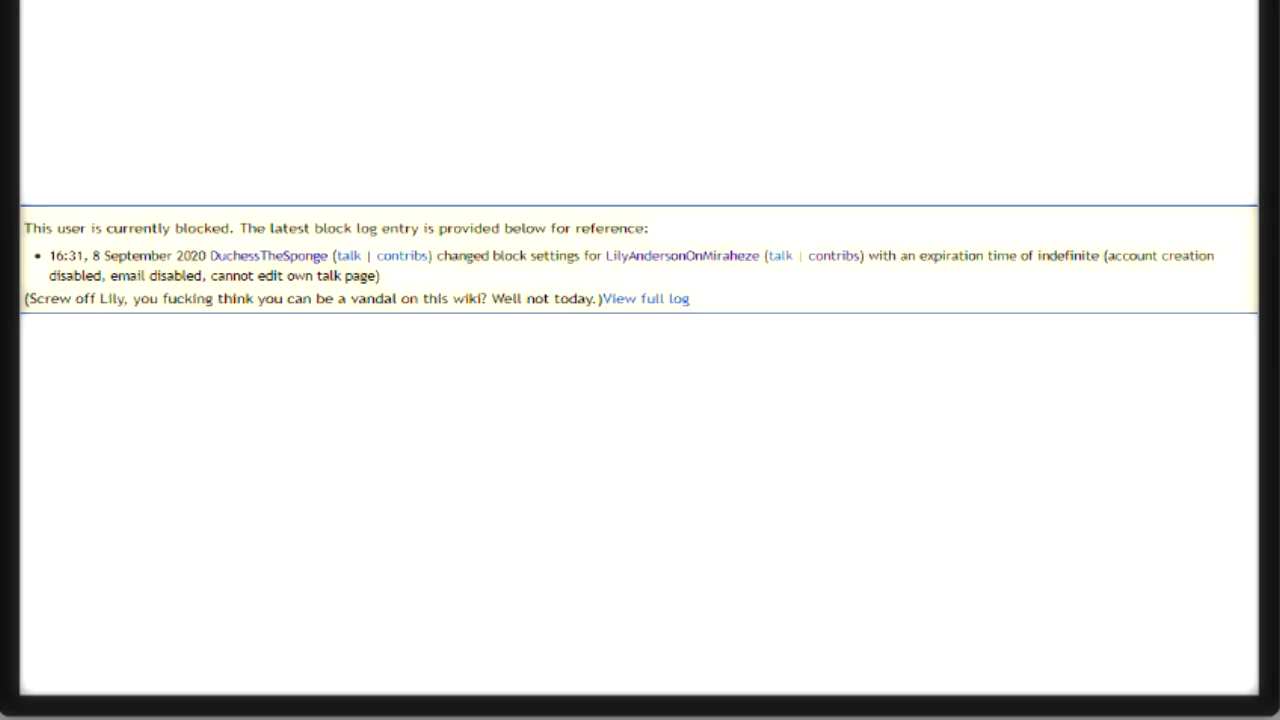 This user is currently blocked. The latest block log entry is provided below for reference:
• 16:31, 8 September 2020 DuchessTheSponge (talk | contribs) changed block settings for LilyAndersonOnMiraheze (talk | contribs) with an expiration time of indefinite (account creation
disabled, email disabled, cannot edit own talk page)
(Screw off Lily, you fucking think you can be a vandal on this wiki? Well not today.)View full log